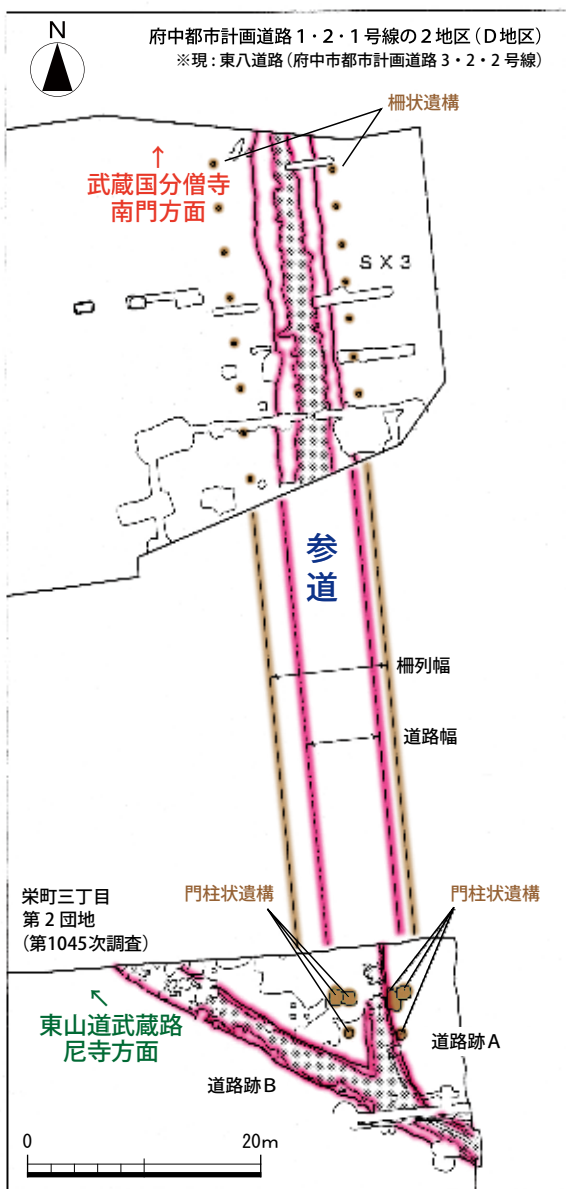 N
府中都市計画道路1・2・1号線の2地区（D地区）
※現：東八道路（府中市都市計画道路3・2・2号線）
柵状遺構
↑
武蔵国分僧寺
南門方面
SX3
参道
柵列幅
道路幅
栄町三丁目
第2団地
（第1045次調査）
門柱状遺構
門柱状遺構
↖
東山道武蔵路
尼寺方面
道路跡A
道路跡B
0 20m